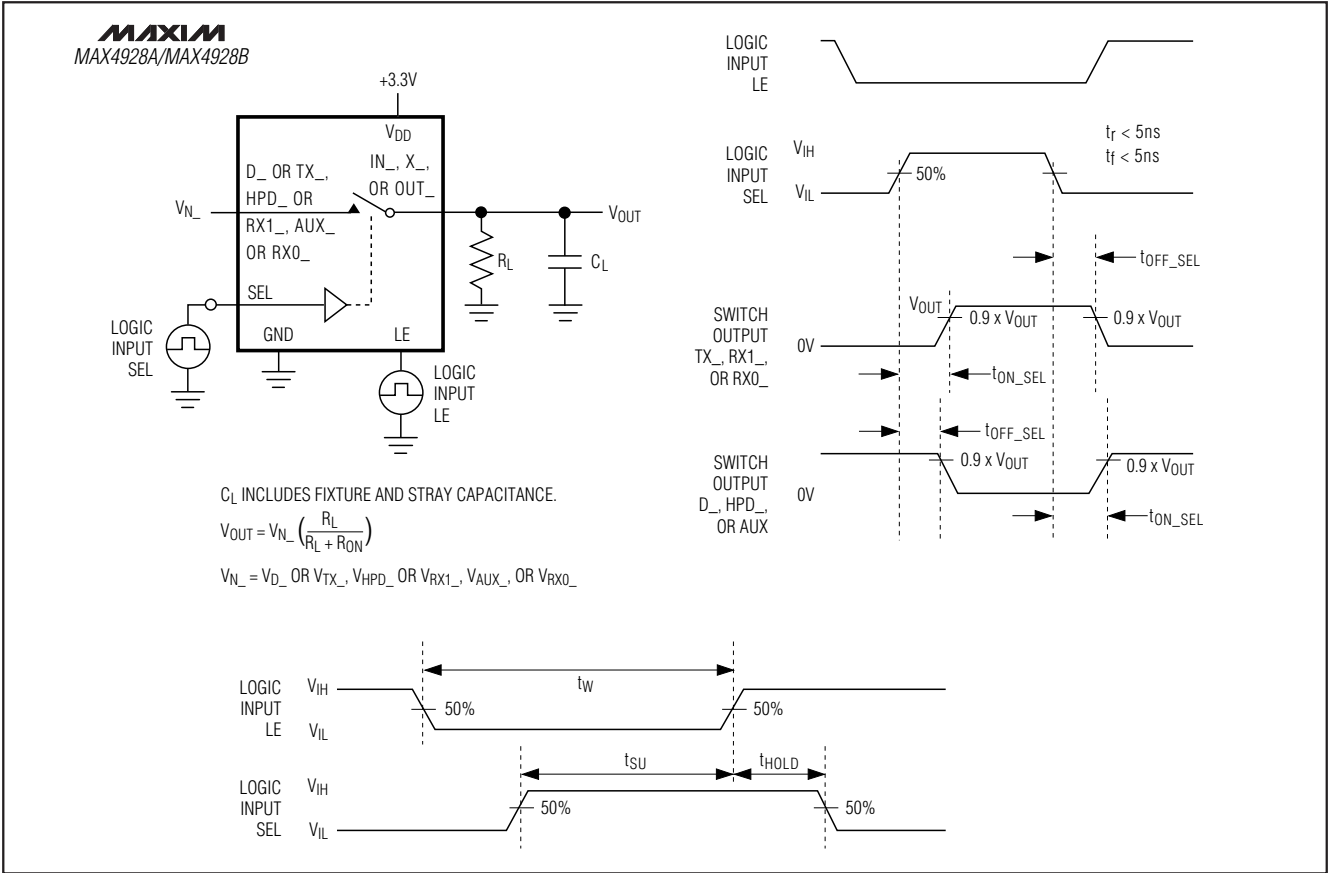 MAXIM
MAX4928A/MAX4928B
+3.3V
VDD
D_ OR TX_,
HPD_ OR
RX1_, AUX_
OR RX0_
IN_, X_,
OR OUT_
VN_
VOUT
RL
CL
SEL
GND
LE
LOGIC
INPUT
SEL
LOGIC
INPUT
LE
CL INCLUDES FIXTURE AND STRAY CAPACITANCE.
VOUT = VN_ (RL / RL + RON)
VN_ = VD_ OR VTX_, VHPD_ OR VRX1_, VAUX_, OR VRX0_
LOGIC
INPUT
LE
LOGIC
INPUT
SEL
VIH
VIL
50%
tr < 5ns
tf < 5ns
tOFF_SEL
SWITCH
OUTPUT
TX_, RX1_,
OR RX0_
VOUT
0V
0.9 x VOUT
0.9 x VOUT
tON_SEL
tOFF_SEL
SWITCH
OUTPUT
D_, HPD_,
OR AUX
0V
0.9 x VOUT
0.9 x VOUT
tON_SEL
LOGIC
INPUT
LE
VIH
VIL
50%
tW
50%
tSU
tHOLD
LOGIC
INPUT
SEL
VIH
VIL
50%
50%